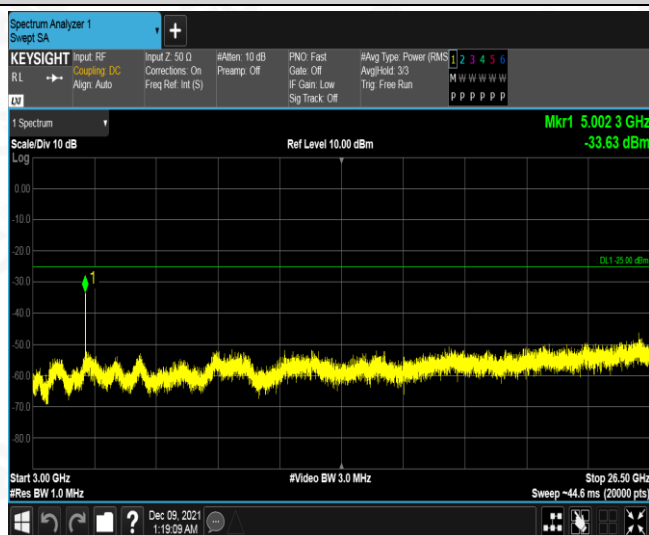 Spectrum Analyzer 1
Swept SA
+
KEYSIGHT
RL
LXI
Input: RF
Coupling: DC
Align: Auto
Input Z: 50 Ω
Corrections: On
Freq Ref: Int (S)
#Atten: 10 dB
Preamp: Off
PNO: Fast
Gate: Off
IF Gain: Low
Sig Track: Off
#Avg Type: Power (RMS
Avg|Hold: 3/3
Trig: Free Run
1 2 3 4 5 6
M W W W W W
P P P P P P
1 Spectrum
Mkr1 5.002 3 GHz
-33.63 dBm
Scale/Div 10 dB
Ref Level 10.00 dBm
Log
0.00
-10.0
-20.0
DL1 -25.00 dBm
-30.0
1
-40.0
-50.0
-60.0
-70.0
-80.0
Start 3.00 GHz
#Video BW 3.0 MHz
Stop 26.50 GHz
#Res BW 1.0 MHz
Sweep ~44.6 ms (20000 pts)
?
Dec 09, 2021
1:19:09 AM